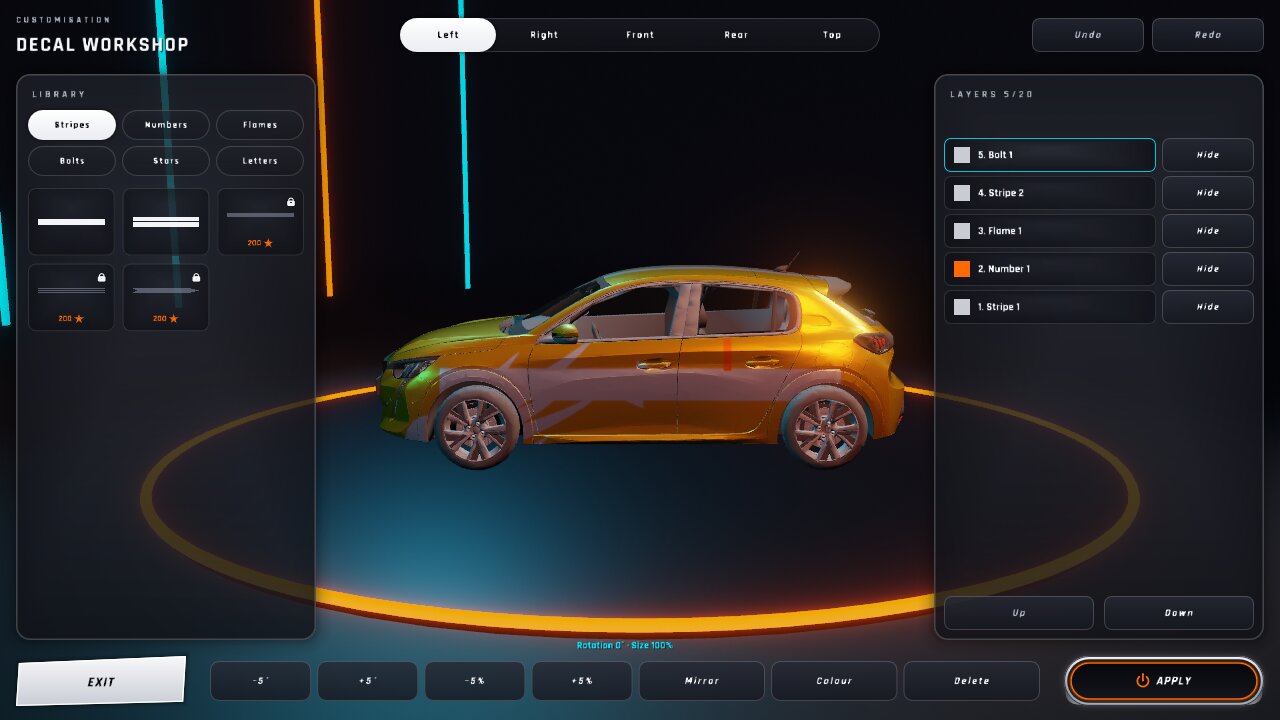 CUSTOMISATION
DECAL WORKSHOP
Left
Right
Front
Rear
Top
Undo
Redo
LIBRARY
Stripes
Numbers
Flames
Bolts
Stars
Letters
200
200
200
LAYERS 5/20
5. Bolt 1
Hide
4. Stripe 2
Hide
3. Flame 1
Hide
2. Number 1
Hide
1. Stripe 1
Hide
Up
Down
Rotation 0° · Size 100%
EXIT
-5°
+5°
-5%
+5%
Mirror
Colour
Delete
APPLY